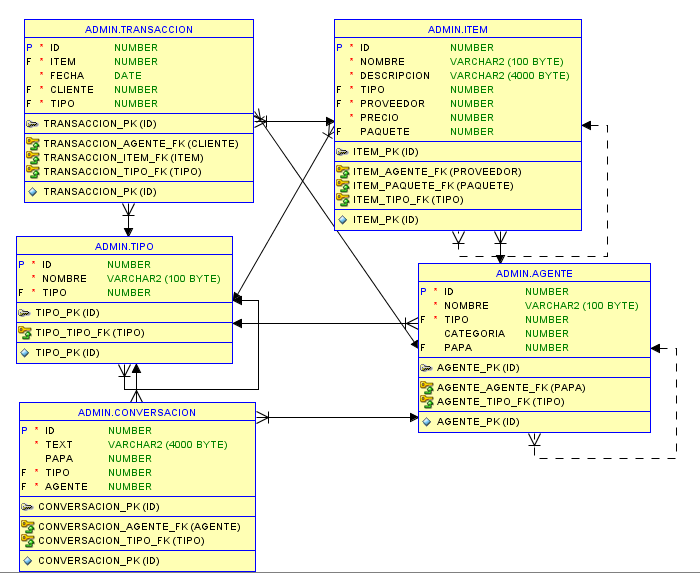 ADMIN.TRANSACCION
P * ID NUMBER
F * ITEM NUMBER
* FECHA DATE
F * CLIENTE NUMBER
F * TIPO NUMBER
TRANSACCION_PK (ID)
TRANSACCION_AGENTE_FK (CLIENTE)
TRANSACCION_ITEM_FK (ITEM)
TRANSACCION_TIPO_FK (TIPO)
TRANSACCION_PK (ID)
ADMIN.ITEM
P * ID NUMBER
* NOMBRE VARCHAR2 (100 BYTE)
* DESCRIPCION VARCHAR2 (4000 BYTE)
F * TIPO NUMBER
F * PROVEEDOR NUMBER
* PRECIO NUMBER
F PAQUETE NUMBER
ITEM_PK (ID)
ITEM_AGENTE_FK (PROVEEDOR)
ITEM_PAQUETE_FK (PAQUETE)
ITEM_TIPO_FK (TIPO)
ITEM_PK (ID)
ADMIN.TIPO
P * ID NUMBER
* NOMBRE VARCHAR2 (100 BYTE)
F * TIPO NUMBER
TIPO_PK (ID)
TIPO_TIPO_FK (TIPO)
TIPO_PK (ID)
ADMIN.AGENTE
P * ID NUMBER
* NOMBRE VARCHAR2 (100 BYTE)
F * TIPO NUMBER
CATEGORIA NUMBER
F PAPA NUMBER
AGENTE_PK (ID)
AGENTE_AGENTE_FK (PAPA)
AGENTE_TIPO_FK (TIPO)
AGENTE_PK (ID)
ADMIN.CONVERSACION
P * ID NUMBER
* TEXT VARCHAR2 (4000 BYTE)
PAPA NUMBER
F * TIPO NUMBER
F * AGENTE NUMBER
CONVERSACION_PK (ID)
CONVERSACION_AGENTE_FK (AGENTE)
CONVERSACION_TIPO_FK (TIPO)
CONVERSACION_PK (ID)